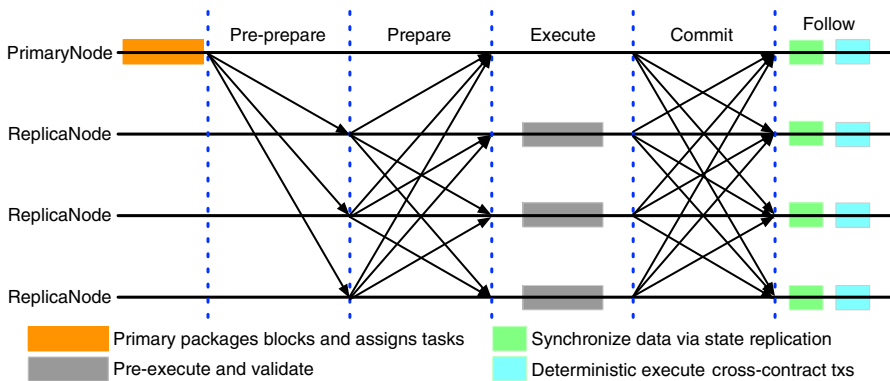 Pre-prepare Prepare Execute Commit Follow
PrimaryNode
ReplicaNode
ReplicaNode
ReplicaNode
Primary packages blocks and assigns tasks
Synchronize data via state replication
Pre-execute and validate
Deterministic execute cross-contract txs